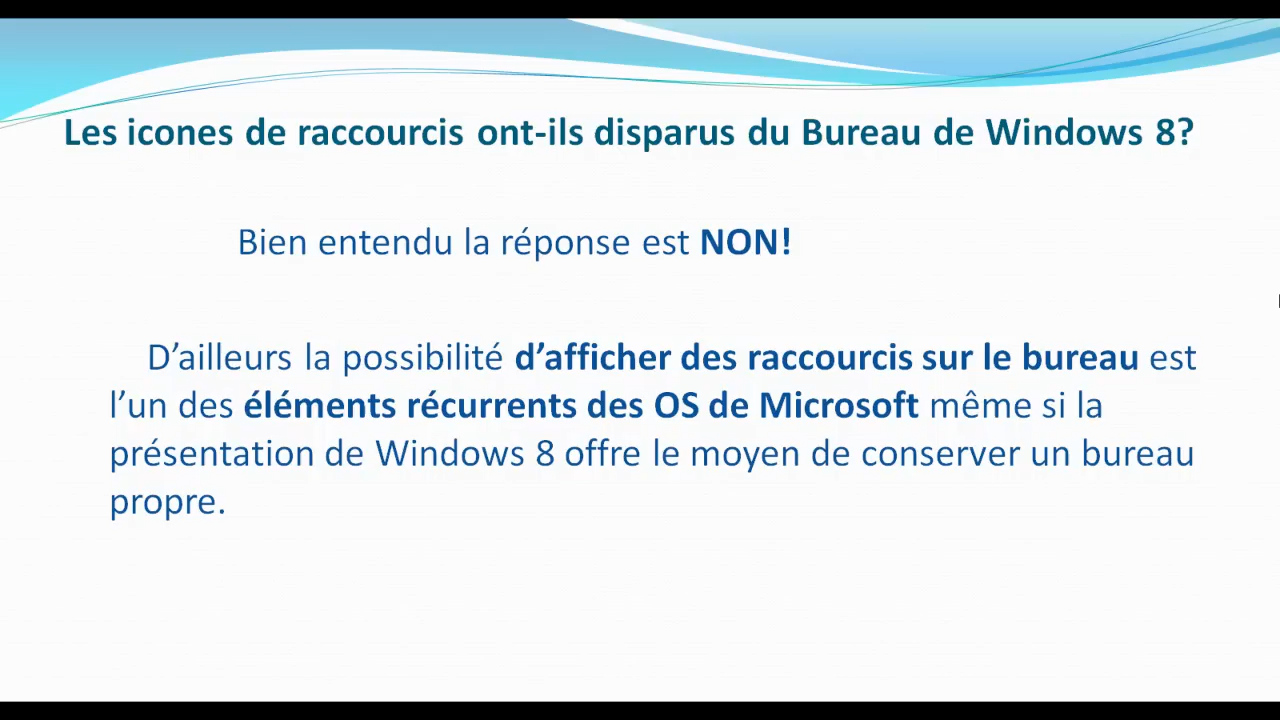 Les icones de raccourcis ont-ils disparus du Bureau de Windows 8?
Bien entendu la réponse est NON!
D’ailleurs la possibilité d’afficher des raccourcis sur le bureau est
l’un des éléments récurrents des OS de Microsoft même si la
présentation de Windows 8 offre le moyen de conserver un bureau
propre.